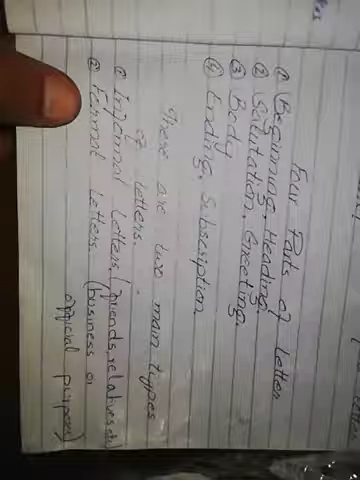 Four Parts of Letter
① Beginning, Heading.
② Salutation, Greeting.
③ Body
④ Ending, Subscription.
These are two main types
of letters.
① Informal Letters. (friends, relatives etc)
② Formal Letters. (business or
official purpose)